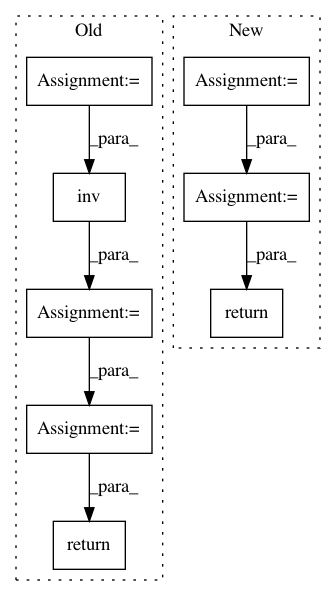 Old
Assignment:=
_para_
inv
_para_
Assignment:=
_para_
Assignment:=
_para_
return
New
Assignment:=
_para_
Assignment:=
_para_
return